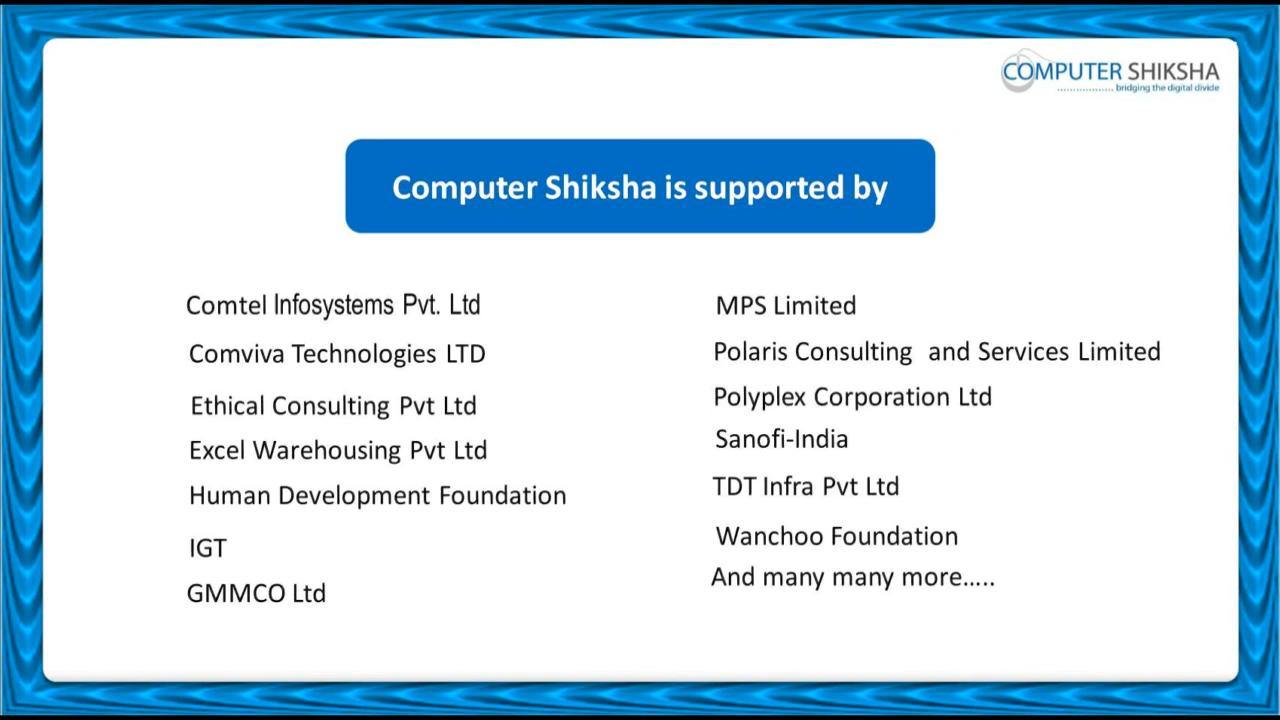 COMPUTER SHIKSHA
bridging the digital divide
Computer Shiksha is supported by
Comtel Infosystems Pvt. Ltd
Comviva Technologies LTD
Ethical Consulting Pvt Ltd
Excel Warehousing Pvt Ltd
Human Development Foundation
IGT
GMMCO Ltd
MPS Limited
Polaris Consulting and Services Limited
Polyplex Corporation Ltd
Sanofi-India
TDT Infra Pvt Ltd
Wanchoo Foundation
And many many more.....